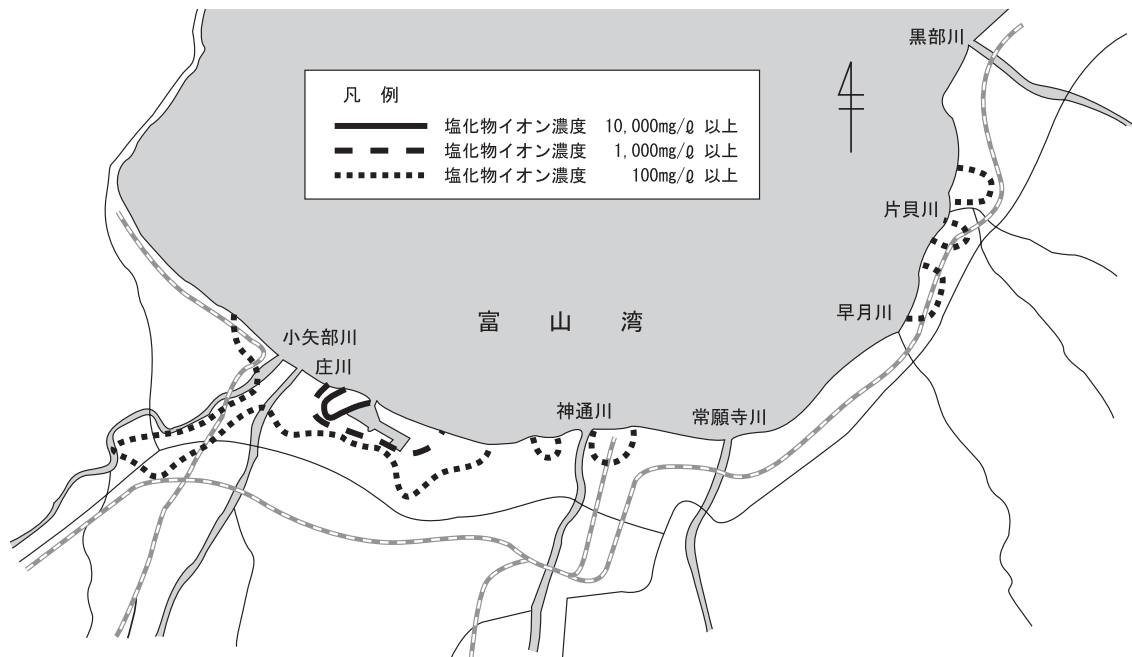 黒部川
凡 例
塩化物イオン濃度 10,000mg/ℓ 以上
塩化物イオン濃度 1,000mg/ℓ 以上
塩化物イオン濃度 100mg/ℓ 以上
片貝川
早月川
富 山 湾
小矢部川
庄川
神通川
常願寺川